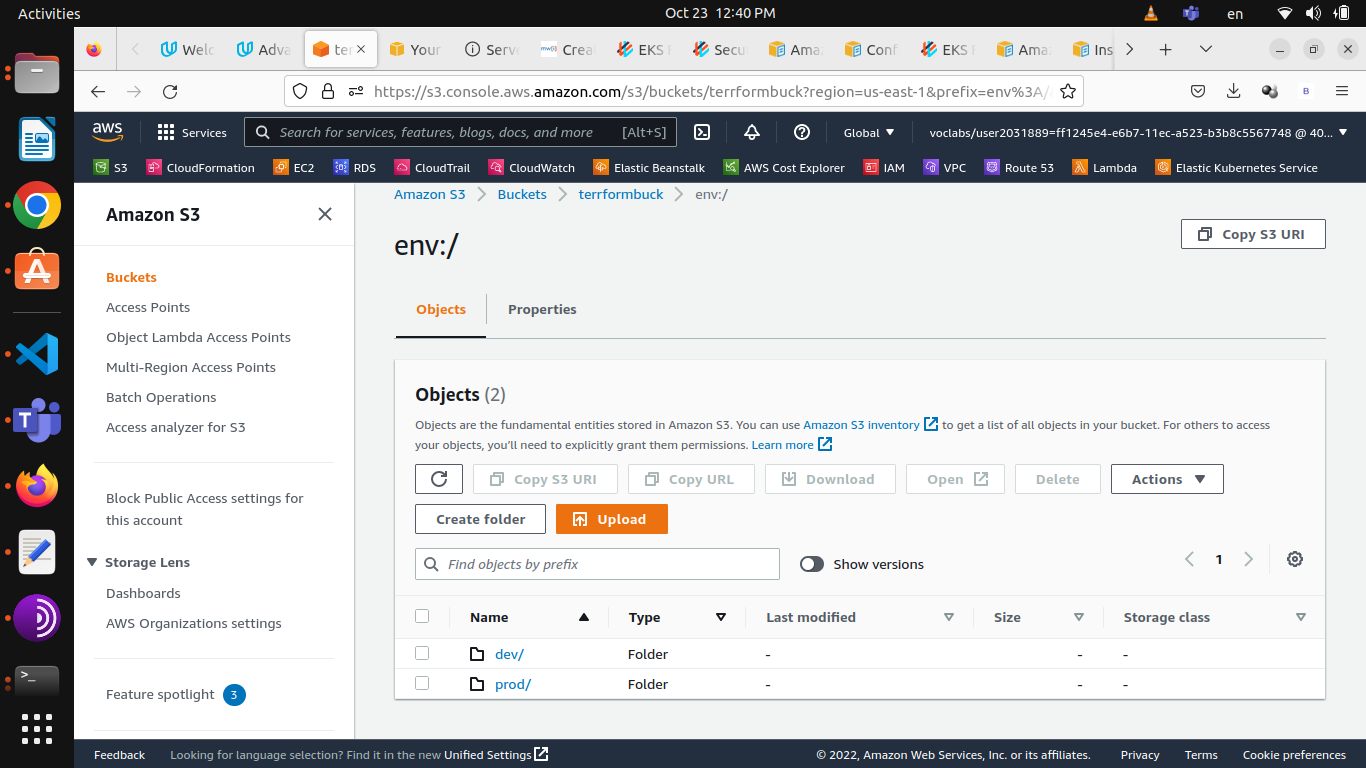 Activities
Oct 23 12:40 PM
en
Welc
Adva
ter
Your
Serve
mw(i)
Creat
EKS F
Secu
Amaz
Conf
EKS F
Amaz
Ins
https://s3.console.aws.amazon.com/s3/buckets/terrformbuck?region=us-east-1&prefix=env%3A/
B
aws
Services
Search for services, features, blogs, docs, and more
[Alt+S]
Global
voclabs/user2031889=ff1245e4-e6b7-11ec-a523-b3b8c5567748 @ 40...
S3
CloudFormation
EC2
RDS
CloudTrail
CloudWatch
Elastic Beanstalk
AWS Cost Explorer
IAM
VPC
Route 53
Lambda
Elastic Kubernetes Service
Amazon S3
Buckets
Access Points
Object Lambda Access Points
Multi-Region Access Points
Batch Operations
Access analyzer for S3
Block Public Access settings for
this account
Storage Lens
Dashboards
AWS Organizations settings
Feature spotlight
3
Amazon S3
Buckets
terrformbuck
env:/
env:/
Copy S3 URI
Objects
Properties
Objects (2)
Objects are the fundamental entities stored in Amazon S3. You can use Amazon S3 inventory to get a list of all objects in your bucket. For others to access
your objects, you’ll need to explicitly grant them permissions. Learn more
Copy S3 URI
Copy URL
Download
Open
Delete
Actions
Create folder
Upload
Find objects by prefix
Show versions
1
Name
Type
Last modified
Size
Storage class
dev/
Folder
-
-
-
prod/
Folder
-
-
-
Feedback
Looking for language selection? Find it in the new Unified Settings
© 2022, Amazon Web Services, Inc. or its affiliates.
Privacy
Terms
Cookie preferences